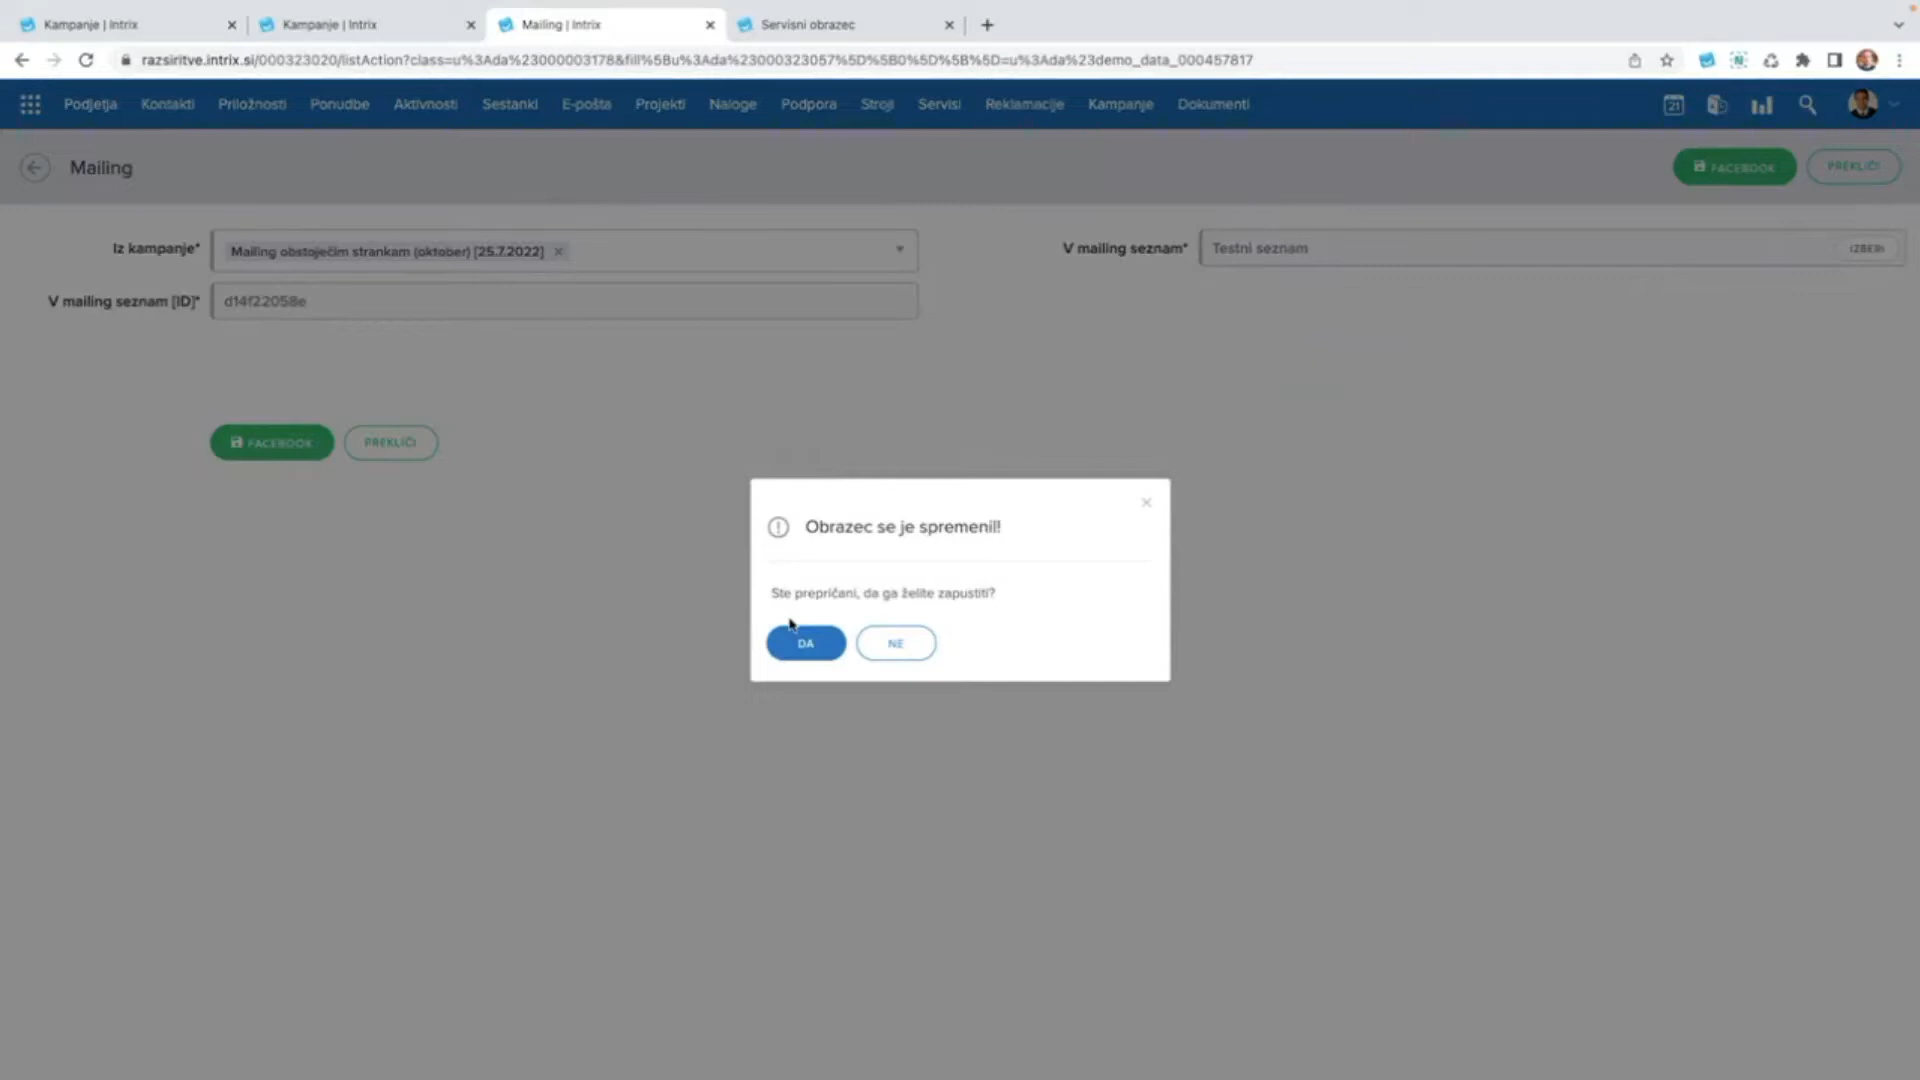 Kampanje | Intrix
Kampanje | Intrix
Mailing | Intrix
Servisni obrazec
razsiritve.intrix.si/000323020/listAction?class=u%3Ada%23000003178&fill%5Bu%3Ada%23000323057%5D%5B0%5D%5B%5D=u%3Ada%23demo_data_000457817
Podjetja Kontakti Priložnosti Ponudbe Aktivnosti Sestanki E-pošta Projekti Naloge Podpora Stroji Servisi Reklamacije Kampanje Dokumenti
21
Mailing
FACEBOOK
PREKLIČI
Iz kampanje*
Mailing obstoječim strankam (oktober) [25.7.2022]
V mailing seznam*
Testni seznam
IZBERI
V mailing seznam [ID]*
d14f22058e
FACEBOOK
PREKLIČI
Obrazec se je spremenil!
Ste prepričani, da ga želite zapustiti?
DA
NE